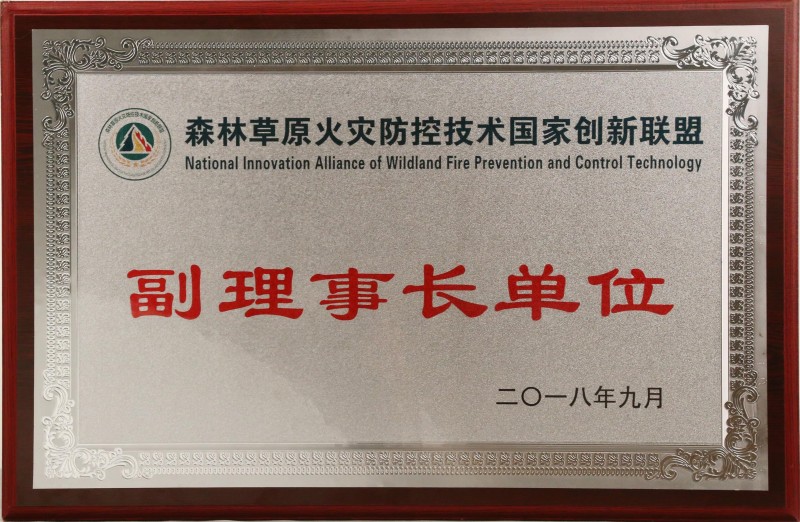 森林草原火灾防控技术国家创新联盟
National Innovation Alliance of Wildland Fire Prevention and Control Technology
副理事长单位
二〇一八年九月